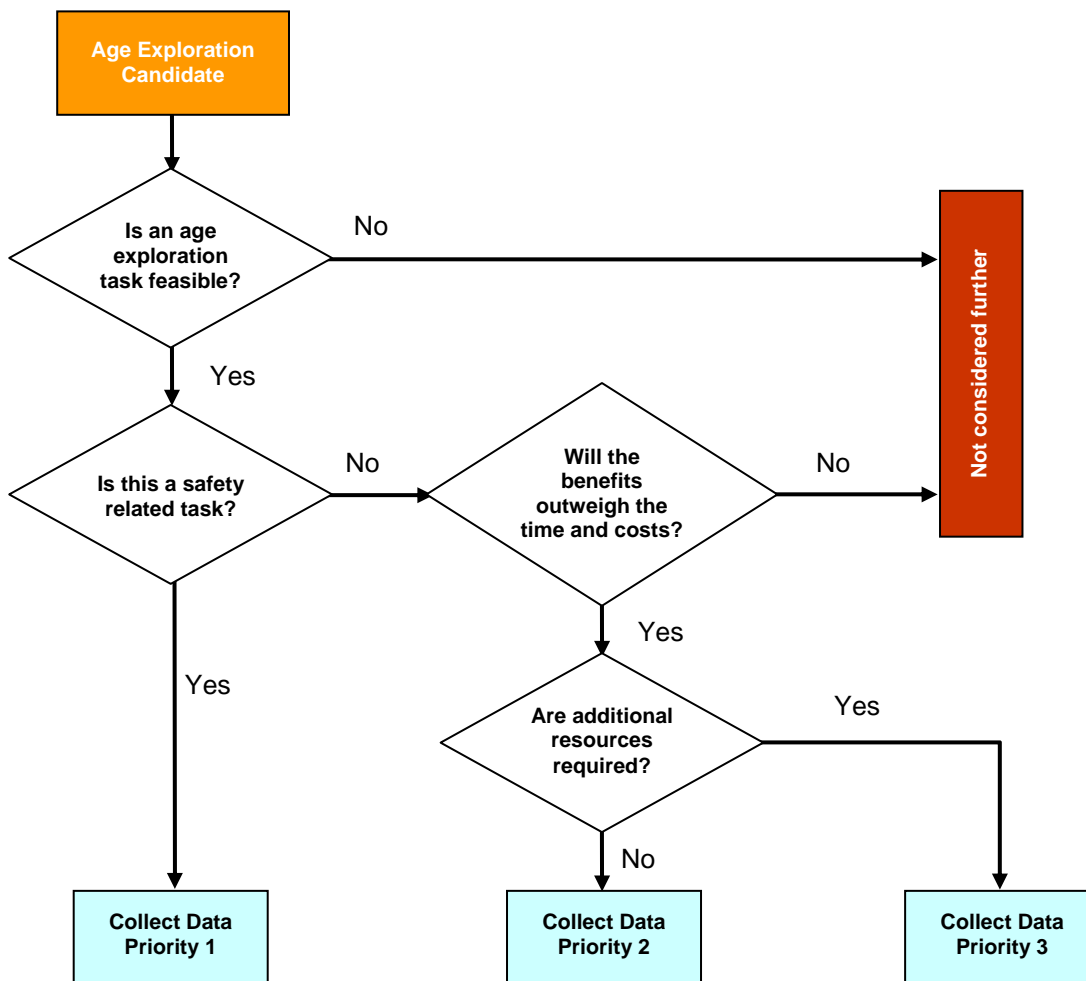 Age Exploration
Candidate
Is an age
exploration
task feasible?
No
Not considered further
Yes
Is this a safety
related task?
No
Will the
benefits
outweigh the
time and costs?
No
Yes
Yes
Are additional
resources
required?
Yes
No
Collect Data
Priority 1
Collect Data
Priority 2
Collect Data
Priority 3